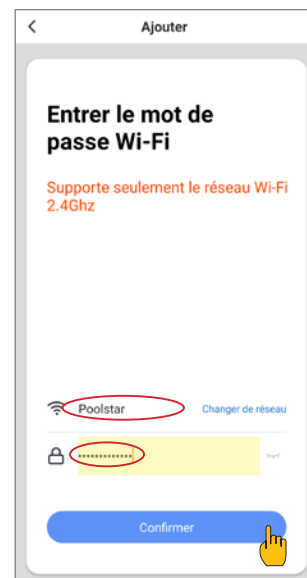 Ajouter
Entrer le mot de
passe Wi-Fi
Supporte seulement le réseau Wi-Fi
2.4Ghz
Poolstar
Changer de réseau
•••••••••••••
Confirmer